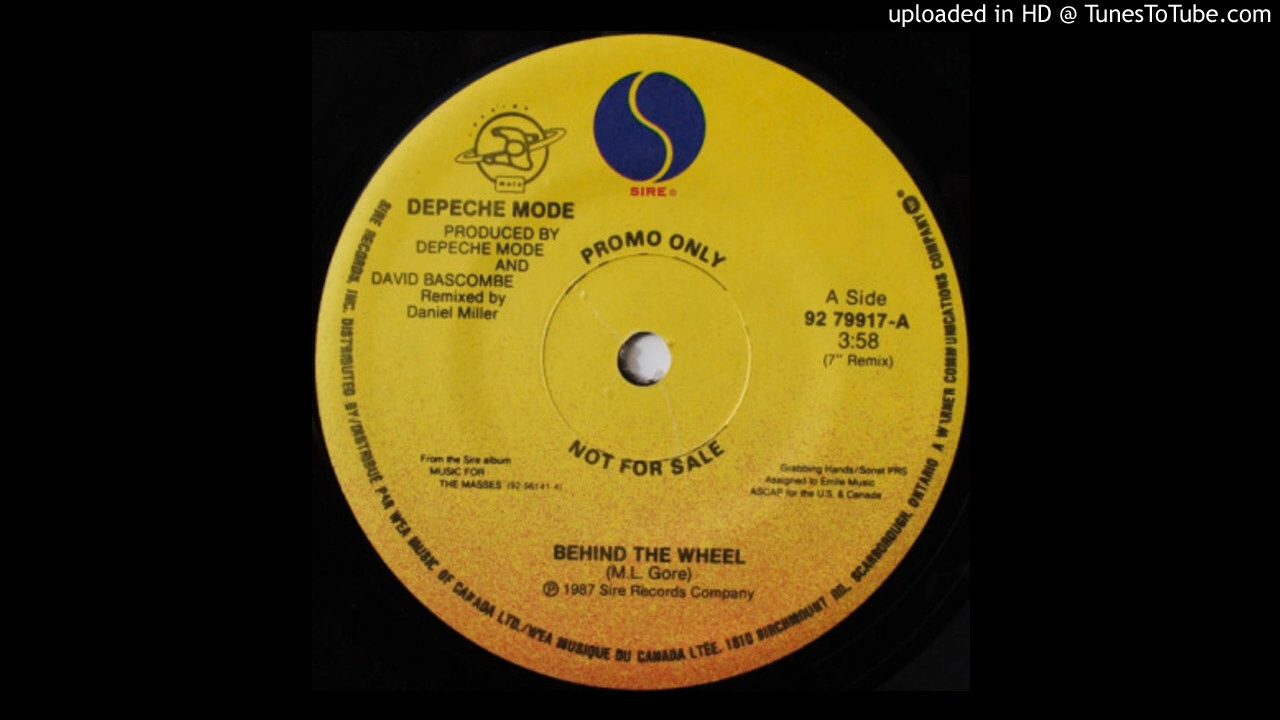 uploaded in HD @ TunesToTube.com
SIRE®
DEPECHE MODE
PRODUCED BY
DEPECHE MODE
AND
DAVID BASCOMBE
Remixed by
Daniel Miller
PROMO ONLY
A Side
92 79917-A
3:58
(7" Remix)
NOT FOR SALE
From the Sire album
MUSIC FOR
THE MASSES (92-56141-4)
Grabbing Hands/Sonet PRS
Assigned to Emile Music
ASCAP for the U.S. & Canada
BEHIND THE WHEEL
(M.L. Gore)
℗ 1987 Sire Records Company
SIRE RECORDS, INC. DISTRIBUTED BY/DISTRIBUÉ PAR WEA MUSIC OF CANADA LTD./WEA MUSIQUE DU CANADA LTÉE. 1810 BIRCHMOUNT RD. SCARBOROUGH, ONTARIO A WARNER COMMUNICATIONS COMPANY